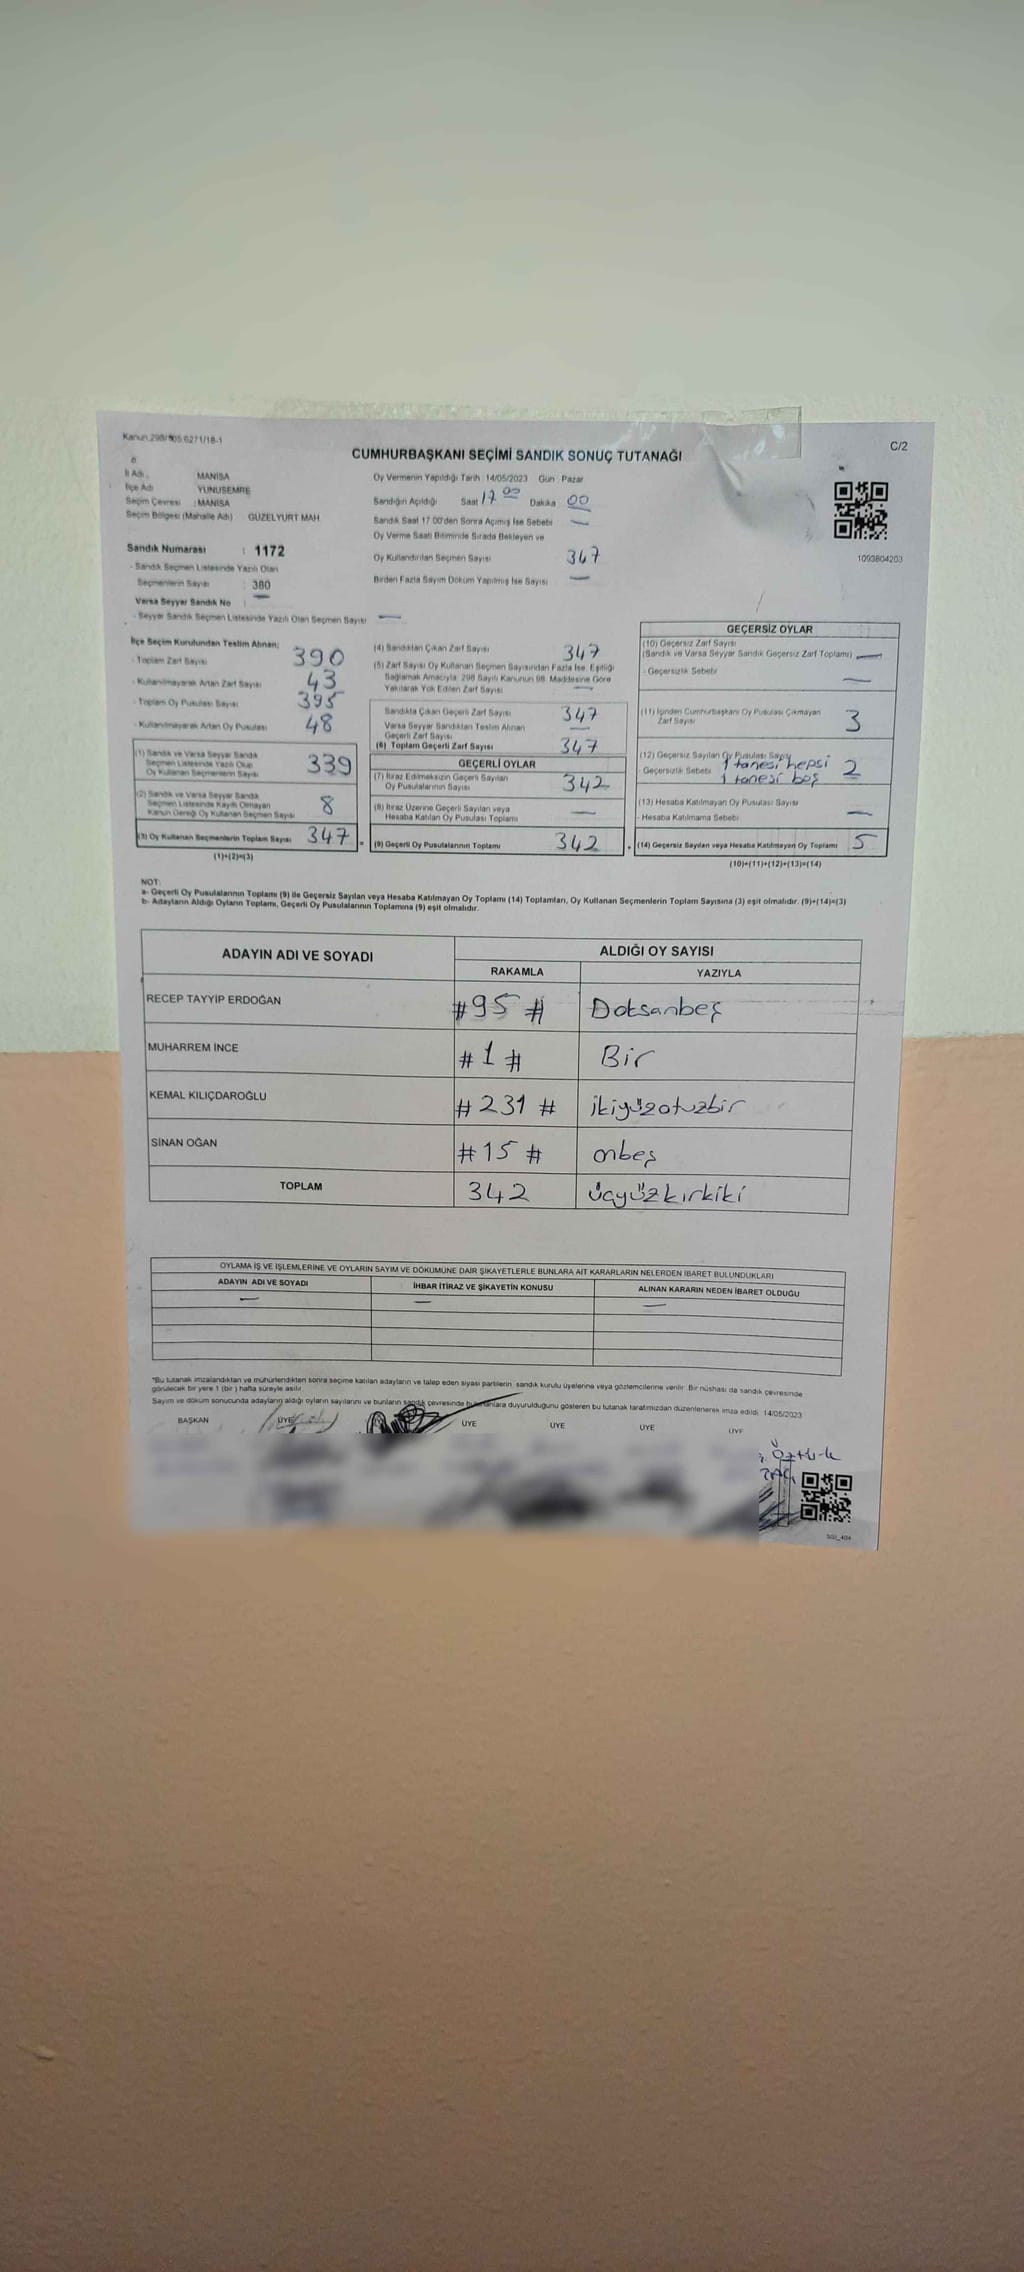 Kanun:298/105,6271/18-1
C/2
CUMHURBAŞKANI SEÇİMİ SANDIK SONUÇ TUTANAĞI
İl Adı : MANİSA
İlçe Adı YUNUSEMRE
Seçim Çevresi : MANİSA
Seçim Bölgesi (Mahalle Adı) GÜZELYURT MAH
Sandık Numarası : 1172
- Sandık Seçmen Listesinde Yazılı Olan
Seçmenlerin Sayısı : 380
Varsa Seyyar Sandık No : —
- Seyyar Sandık Seçmen Listesinde Yazılı Olan Seçmen Sayısı —
Oy Vermenin Yapıldığı Tarih : 14/05/2023 Gün : Pazar
Sandığın Açıldığı Saat 17 00 Dakika 00
Sandık Saat 17:00'den Sonra Açımış İse Sebebi —
Oy Verme Saati Bitiminde Sırada Bekleyen ve
Oy Kullandırılan Seçmen Sayısı 347
Birden Fazla Sayım Döküm Yapılmış İse Sayısı —
1093804203
İlçe Seçim Kurulundan Teslim Alınan;
- Toplam Zarf Sayısı 390
- Kullanılmayarak Artan Zarf Sayısı 43
- Toplam Oy Pusulası Sayısı 395
- Kullanılmayarak Artan Oy Pusulası 48
(1) Sandık ve Varsa Seyyar Sandık
Seçmen Listesinde Yazılı Olup
Oy Kullanan Seçmenlerin Sayısı 339
(2) Sandık ve Varsa Seyyar Sandık
Seçmen Listesinde Kayıtlı Olmayan
Kanun Gereği Oy Kullanan Seçmen Sayısı 8
(3) Oy Kullanan Seçmenlerin Toplam Sayısı 347 =
(1)+(2)=(3)
(4) Sandıktan Çıkan Zarf Sayısı 347
(5) Zarf Sayısı Oy Kullanan Seçmen Sayısından Fazla İse, Eşitliği
Sağlamak Amacıyla, 298 Sayılı Kanunun 98. Maddesine Göre
Yakılarak Yok Edilen Zarf Sayısı —
Sandıkta Çıkan Geçerli Zarf Sayısı 347
Varsa Seyyar Sandıktan Teslim Alınan
Geçerli Zarf Sayısı —
(6) Toplam Geçerli Zarf Sayısı 347
GEÇERLİ OYLAR
(7) İtiraz Edilmeksizin Geçerli Sayılan
Oy Pusulalarının Sayısı 342
(8) İtiraz Üzerine Geçerli Sayılan veya
Hesaba Katılan Oy Pusulası Toplamı —
(9) Geçerli Oy Pusulalarının Toplamı 342 +
GEÇERSİZ OYLAR
(10) Geçersiz Zarf Sayısı
(Sandık ve Varsa Seyyar Sandık Geçersiz Zarf Toplamı) —
- Geçersizlik Sebebi —
(11) İçinden Cumhurbaşkanı Oy Pusulası Çıkmayan
Zarf Sayısı 3
(12) Geçersiz Sayılan Oy Pusulası Sayısı 2
- Geçersizlik Sebebi 1 tanesi hepsi
1 tanesi boş
(13) Hesaba Katılmayan Oy Pusulası Sayısı —
- Hesaba Katılmama Sebebi
(14) Geçersiz Sayılan veya Hesaba Katılmayan Oy Toplamı 5
(10)+(11)+(12)+(13)=(14)
NOT:
a- Geçerli Oy Pusulalarının Toplamı (9) ile Geçersiz Sayılan veya Hesaba Katılmayan Oy Toplamı (14) Toplamları, Oy Kullanan Seçmenlerin Toplam Sayısına (3) eşit olmalıdır. (9)+(14)=(3)
b- Adayların Aldığı Oyların Toplamı, Geçerli Oy Pusulalarının Toplamına (9) eşit olmalıdır.
ADAYIN ADI VE SOYADI ALDIĞI OY SAYISI
RAKAMLA YAZIYLA
RECEP TAYYİP ERDOĞAN #95# Doksanbeş
MUHARREM İNCE #1# Bir
KEMAL KILIÇDAROĞLU #231# ikiyüzotuzbir
SİNAN OĞAN #15# onbeş
TOPLAM 342 üçyüzkırkiki
OYLAMA İŞ VE İŞLEMLERİNE VE OYLARIN SAYIM VE DÖKÜMÜNE DAİR ŞİKAYETLERLE BUNLARA AİT KARARLARIN NELERDEN İBARET BULUNDUKLARI
ADAYIN ADI VE SOYADI İHBAR İTİRAZ VE ŞİKAYETİN KONUSU ALINAN KARARIN NEDEN İBARET OLDUĞU
— — —
*Bu tutanak imzalandıktan ve mühürlendikten sonra seçime katılan adayların ve talep eden siyasi partilerin sandık kurulu üyelerine veya gözlemcilerine verilir. Bir nüshası da sandık çevresinde
görülecek bir yere 1 (bir) hafta süreyle asılır.
Sayım ve döküm sonucunda adayların aldığı oyların sayılarını ve bunların sandık çevresinde duyurulduğunu gösteren bu tutanak tarafımızdan düzenlenerek imza edildi. 14/05/2023
BAŞKAN ÜYE ÜYE ÜYE ÜYE ÜYE